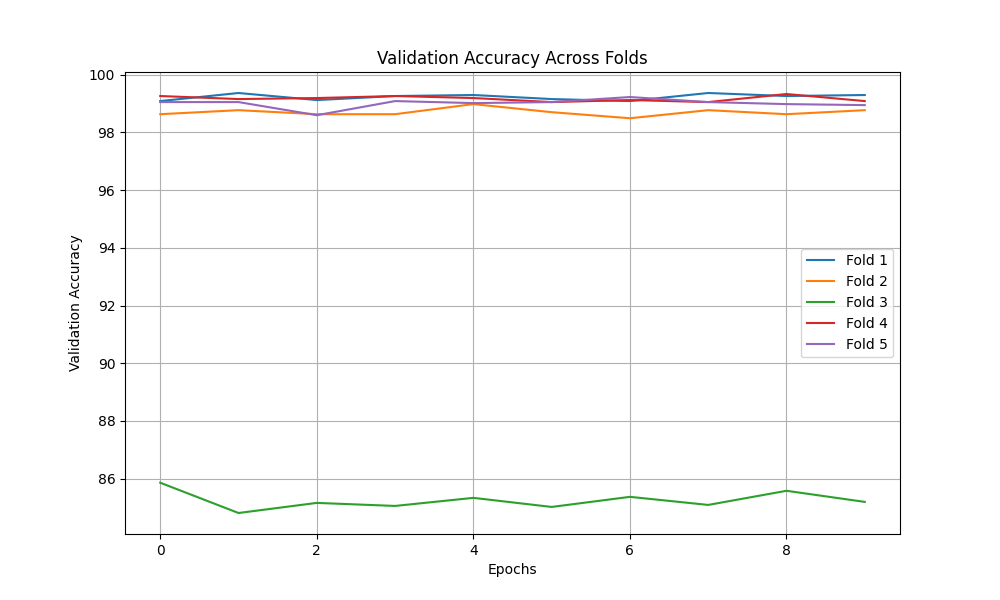 Validation Accuracy Across Folds
Validation Accuracy
100
98
96
94
92
90
88
86
Fold 1
Fold 2
Fold 3
Fold 4
Fold 5
0 2 4 6 8
Epochs